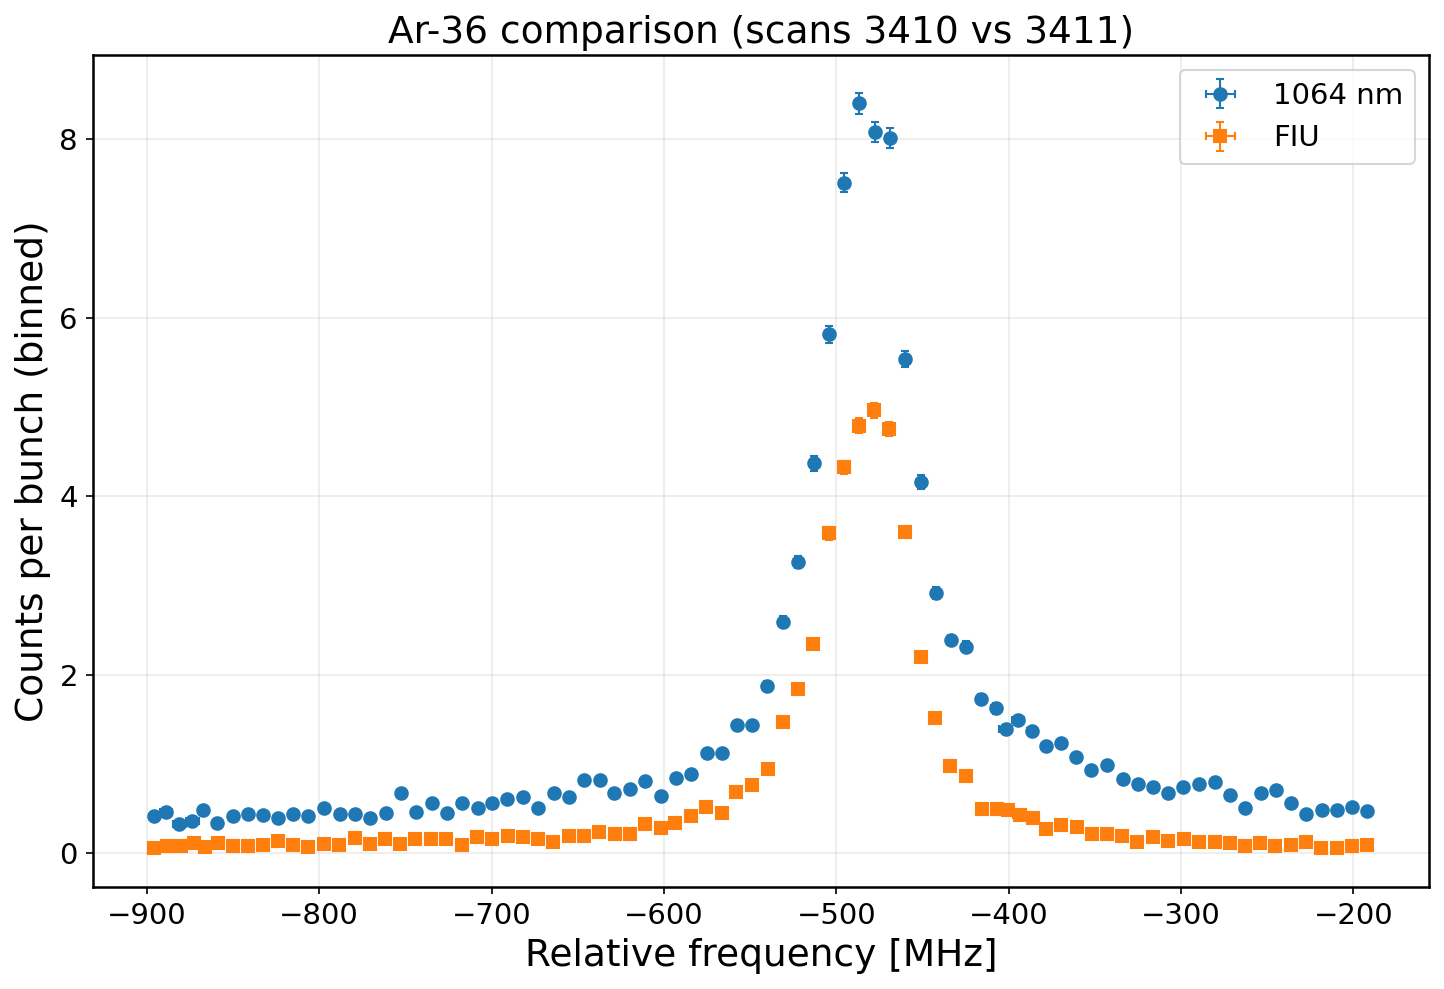 Ar-36 comparison (scans 3410 vs 3411)
1064 nm
FIU
Counts per bunch (binned)
8
6
4
2
0
−900 −800 −700 −600 −500 −400 −300 −200
Relative frequency [MHz]